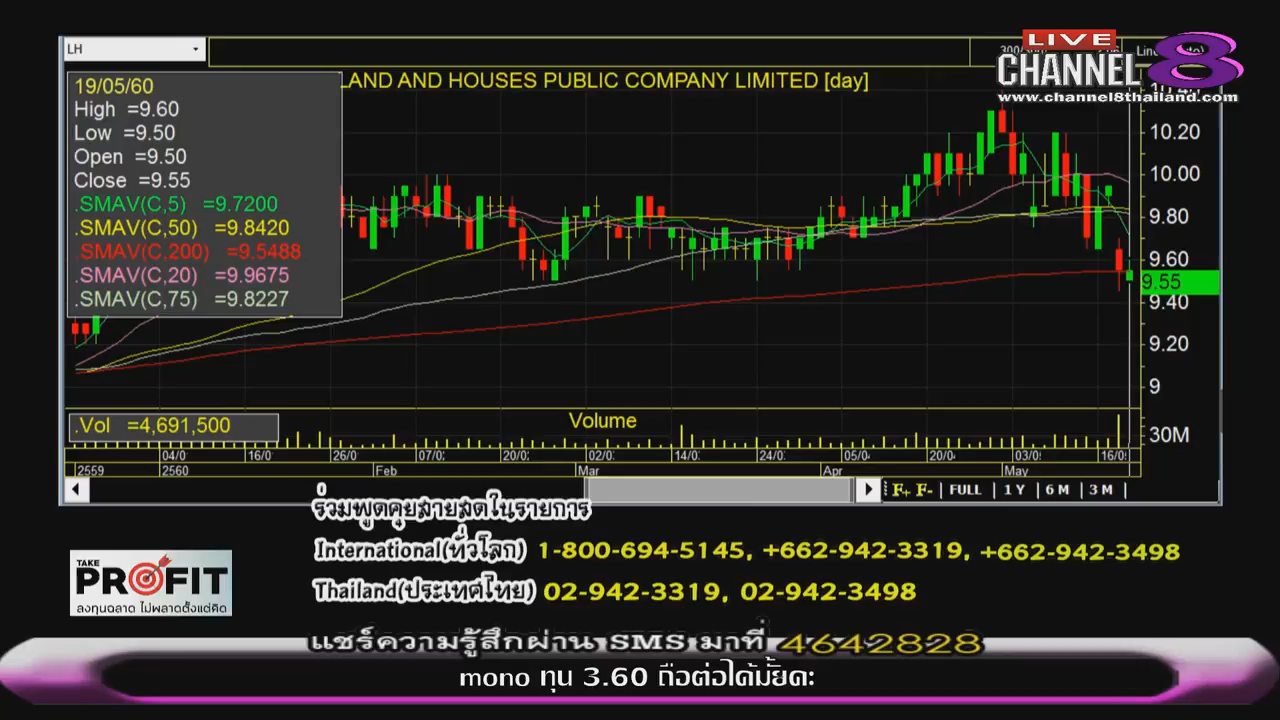 LH
LIVE
CHANNEL 8
www.channel8thailand.com
LAND AND HOUSES PUBLIC COMPANY LIMITED [day]
19/05/60
High =9.60
Low =9.50
Open =9.50
Close =9.55
.SMAV(C,5) =9.7200
.SMAV(C,50) =9.8420
.SMAV(C,200) =9.5488
.SMAV(C,20) =9.9675
.SMAV(C,75) =9.8227
10.20
10.00
9.80
9.60
9.55
9.40
9.20
9
.Vol =4,691,500
Volume
30M
04/0 16/0 26/0 07/0 20/0 02/0 14/0 24/0 05/0 20/0 03/0 16/0
2559 2560 Feb Mar Apr May
F+ F- FULL 1 Y 6 M 3 M
ร่วมพูดคุยสายสดในรายการ
International(ทั่วโลก) 1-800-694-5145, +662-942-3319, +662-942-3498
Thailand(ประเทศไทย) 02-942-3319, 02-942-3498
TAKE
PROFIT
ลงทุนฉลาด ไม่พลาดตั้งแต่คิด
แชร์ความรู้สึกผ่าน SMS มาที่ 4642828
mono ทุน 3.60 ถือต่อได้มั้ยคะ